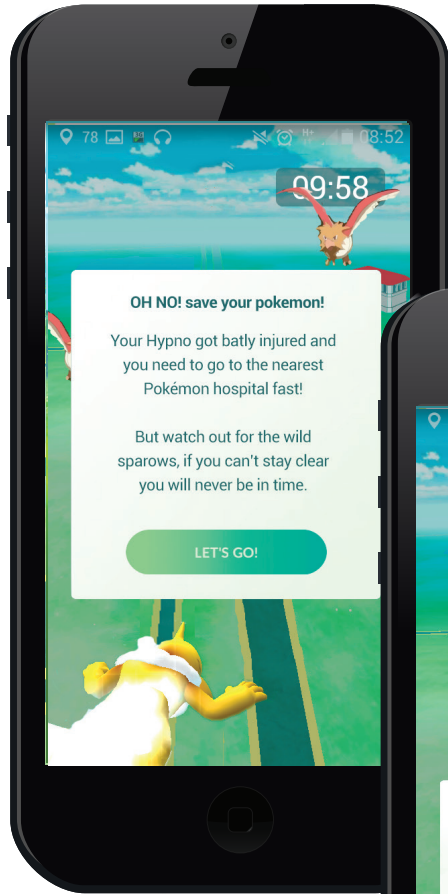 78 H+ 08:52
09:58
OH NO! save your pokemon!
Your Hypno got batly injured and
you need to go to the nearest
Pokémon hospital fast!
But watch out for the wild
sparows, if you can't stay clear
you will never be in time.
LET'S GO!